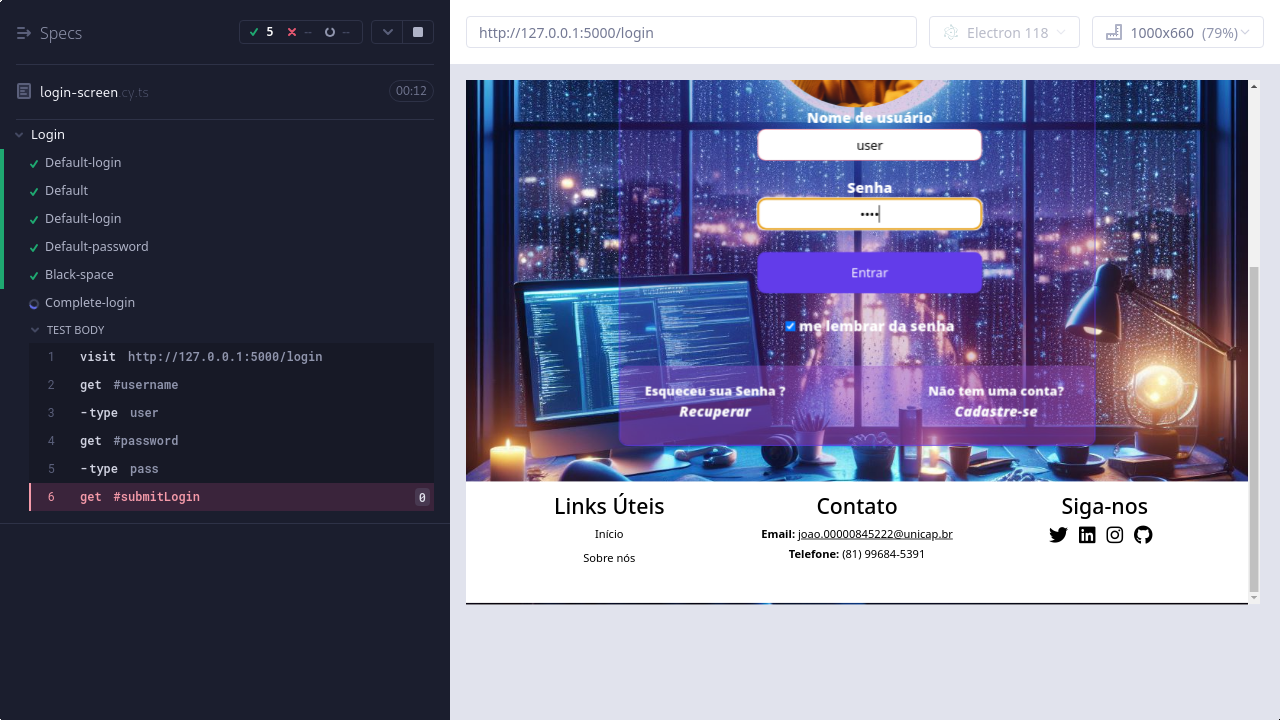 Specs
5 -- --
login-screen.cy.ts 00:12
Login
Default-login
Default
Default-login
Default-password
Black-space
Complete-login
TEST BODY
1 visit http://127.0.0.1:5000/login
2 get #username
3 -type user
4 get #password
5 -type pass
6 get #submitLogin 0
http://127.0.0.1:5000/login
Electron 118
1000x660 (79%)
Nome de usuário
user
Senha
Entrar
me lembrar da senha
Esqueceu sua Senha ?
Recuperar
Não tem uma conta?
Cadastre-se
Links Úteis
Início
Sobre nós
Contato
Email: joao.00000845222@unicap.br
Telefone: (81) 99684-5391
Siga-nos